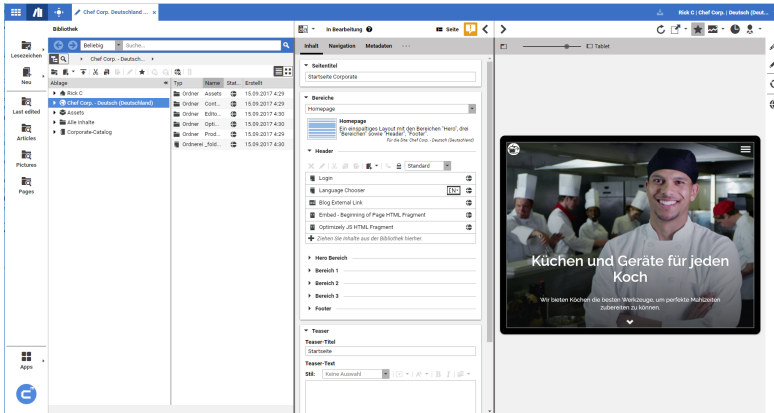 Chef Corp. Deutschland ... ×
Rick C | Chef Corp. | Deutsch (Deut...
Lesezeichen
Neu
Last edited
Articles
Pictures
Pages
Apps
Bibliothek
Beliebig
Suche...
Chef Corp. - Deutsch...
Ablage
Rick C
Chef Corp. - Deutsch (Deutschland)
Assets
Alle Inhalte
Corporate-Catalog
Typ Name Stat... Erstellt
Ordner Assets 15.09.2017 4:29
Ordner Cont... 15.09.2017 4:29
Ordner Edito... 15.09.2017 4:30
Ordner Opti... 15.09.2017 4:30
Ordner Prod... 15.09.2017 4:29
Ordnerei _fold... 15.09.2017 4:30
In Bearbeitung
Seite
Inhalt Navigation Metadaten ...
Seitentitel
Startseite Corporate
Bereiche
Homepage
Homepage
Ein einspaltiges Layout mit den Bereichen "Hero", drei
"Bereichen" sowie "Header", "Footer".
Für die Site: Chef Corp. - Deutsch (Deutschland)
Header
Standard
Login
Language Chooser
EN
Blog External Link
Embed - Beginning of Page HTML Fragment
Optimizely JS HTML Fragment
Ziehen Sie Inhalte aus der Bibliothek hierher.
Hero Bereich
Bereich 1
Bereich 2
Bereich 3
Footer
Teaser
Teaser-Titel
Startseite
Teaser-Text
Stil: Keine Auswahl
Tablet
Küchen und Geräte für jeden
Koch
Wir bieten Köchen die besten Werkzeuge, um perfekte Mahlzeiten
zubereiten zu können.